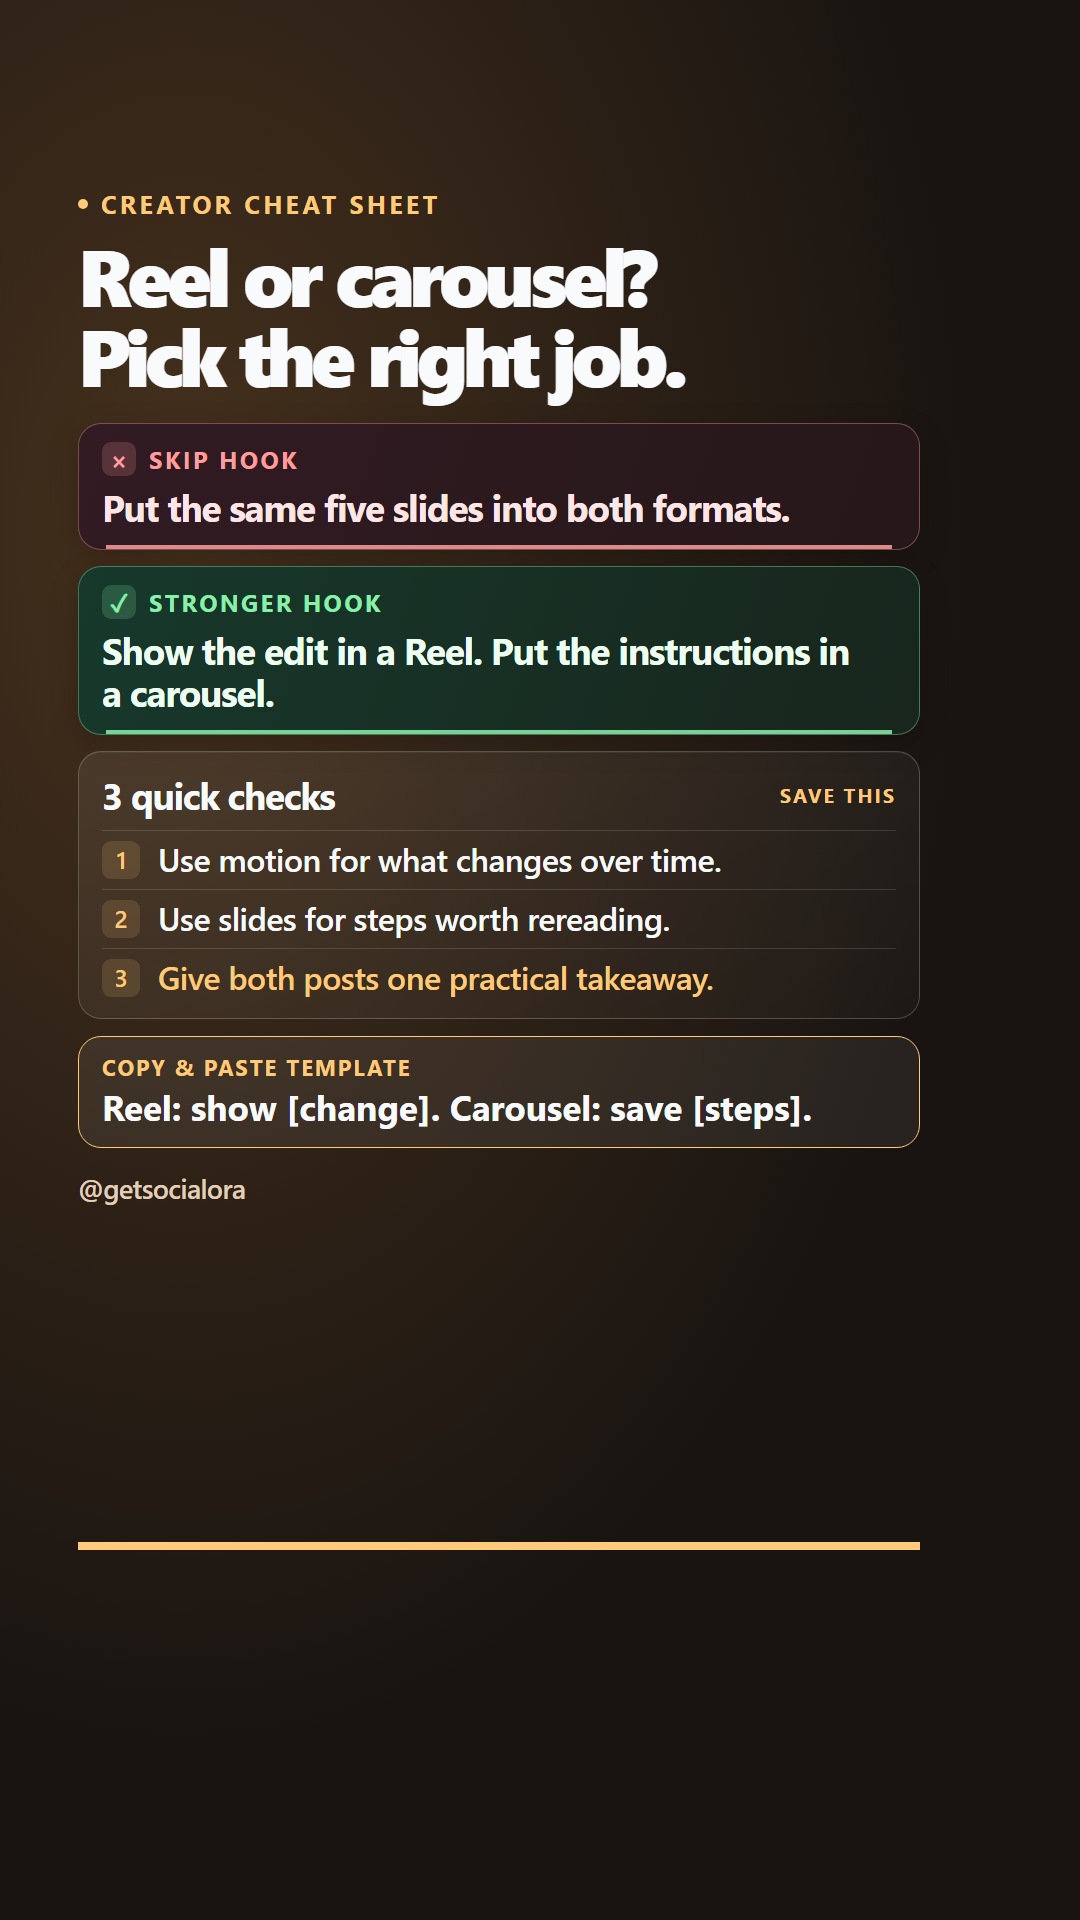 • CREATOR CHEAT SHEET
Reel or carousel?
Pick the right job.
× SKIP HOOK
Put the same five slides into both formats.
✓ STRONGER HOOK
Show the edit in a Reel. Put the instructions in
a carousel.
3 quick checks
SAVE THIS
1 Use motion for what changes over time.
2 Use slides for steps worth rereading.
3 Give both posts one practical takeaway.
COPY & PASTE TEMPLATE
Reel: show [change]. Carousel: save [steps].
@getsocialora